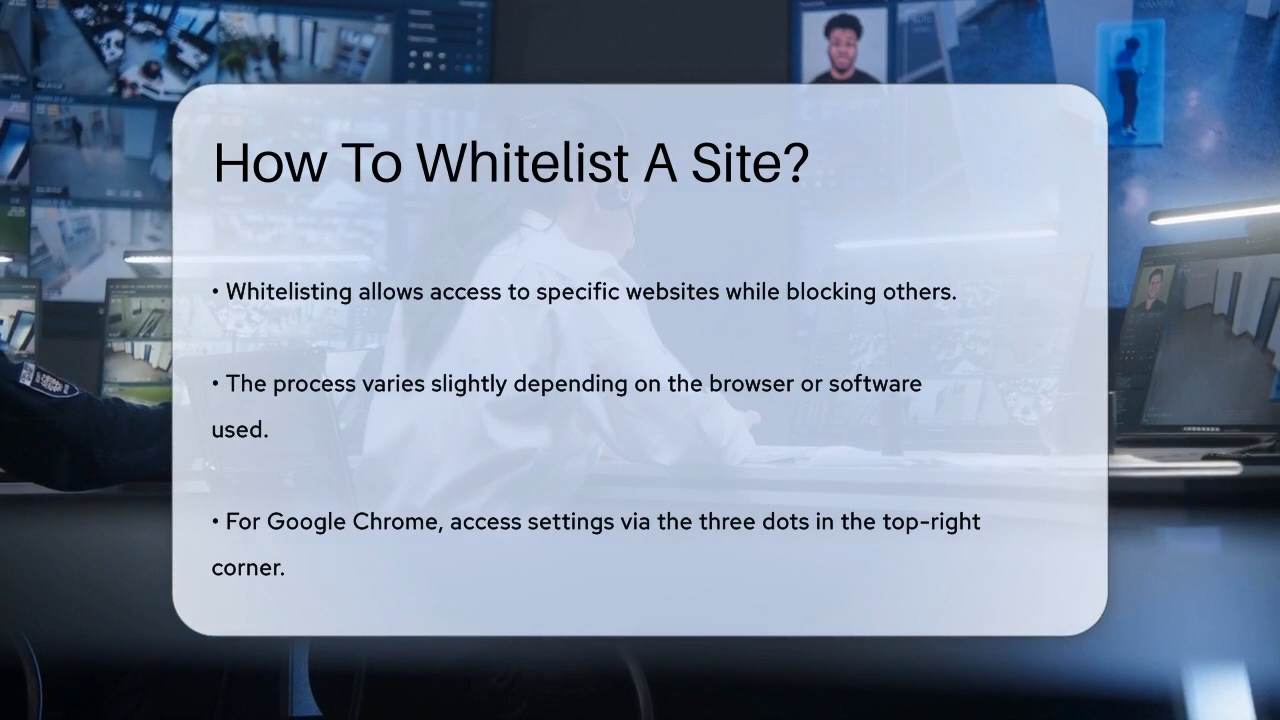 How To Whitelist A Site?
• Whitelisting allows access to specific websites while blocking others.
• The process varies slightly depending on the browser or software
used.
• For Google Chrome, access settings via the three dots in the top-right
corner.